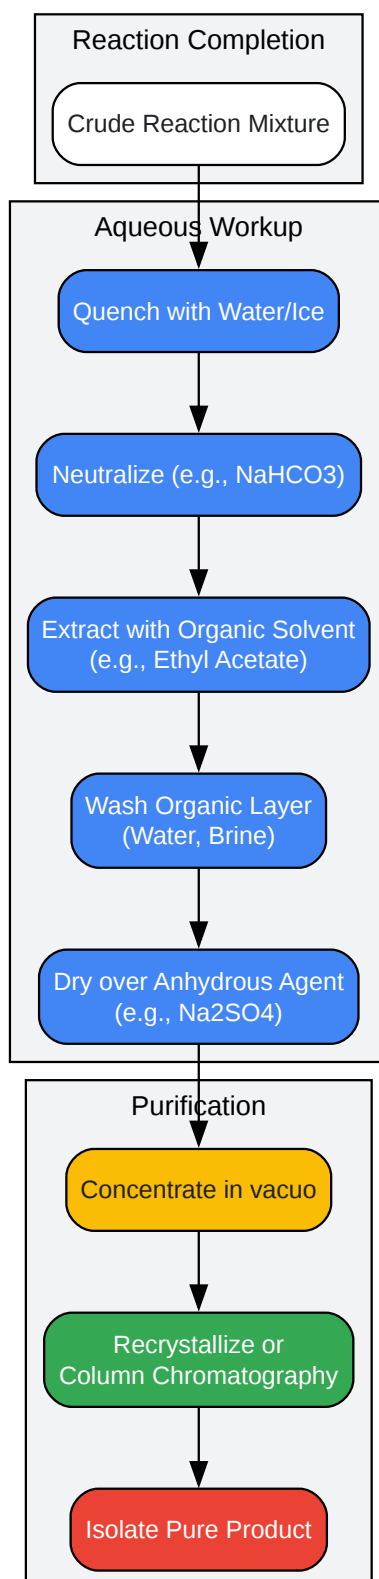 Reaction Completion
Crude Reaction Mixture
Aqueous Workup
Quench with Water/Ice
Neutralize (e.g., NaHCO3)
Extract with Organic Solvent
(e.g., Ethyl Acetate)
Wash Organic Layer
(Water, Brine)
Dry over Anhydrous Agent
(e.g., Na2SO4)
Purification
Concentrate in vacuo
Recrystallize or
Column Chromatography
Isolate Pure Product